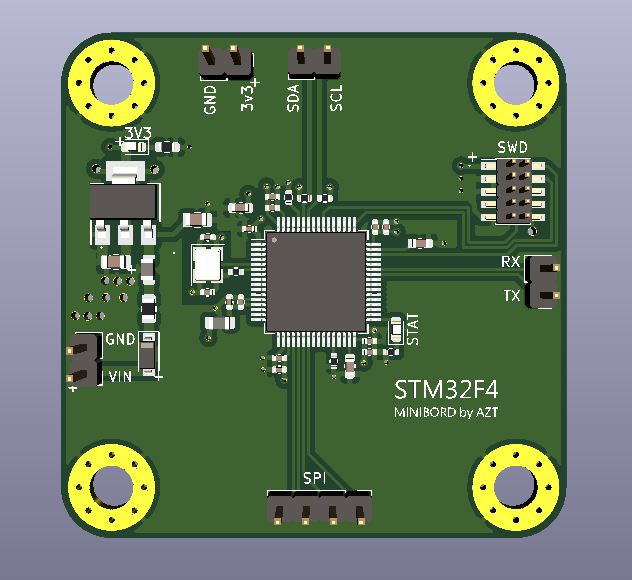 GND
3v3
+
SDA
SCL
+
3V3
SWD
+
RX
TX
+
GND
VIN
+
+
STAT
STM32F4
MINIBORD by AZT
SPI